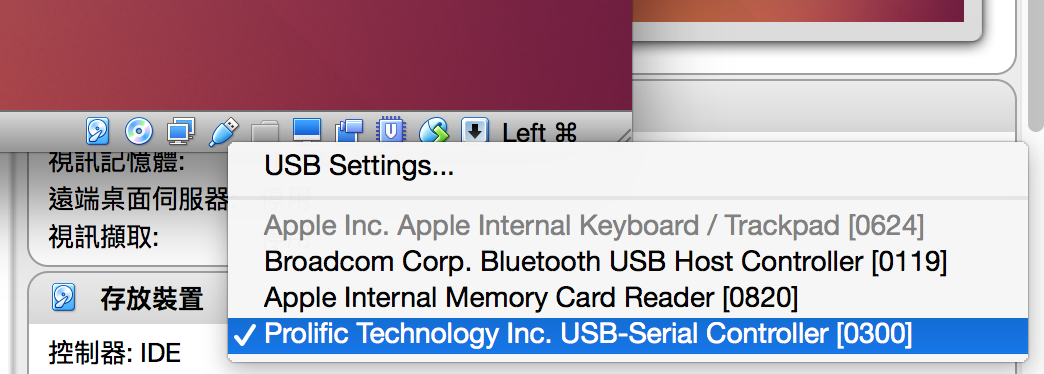 Left ⌘
視訊記憶體:
遠端桌面伺服器
視訊擷取:
存放裝置
控制器: IDE
USB Settings...
Apple Inc. Apple Internal Keyboard / Trackpad [0624]
Broadcom Corp. Bluetooth USB Host Controller [0119]
Apple Internal Memory Card Reader [0820]
✓ Prolific Technology Inc. USB-Serial Controller [0300]